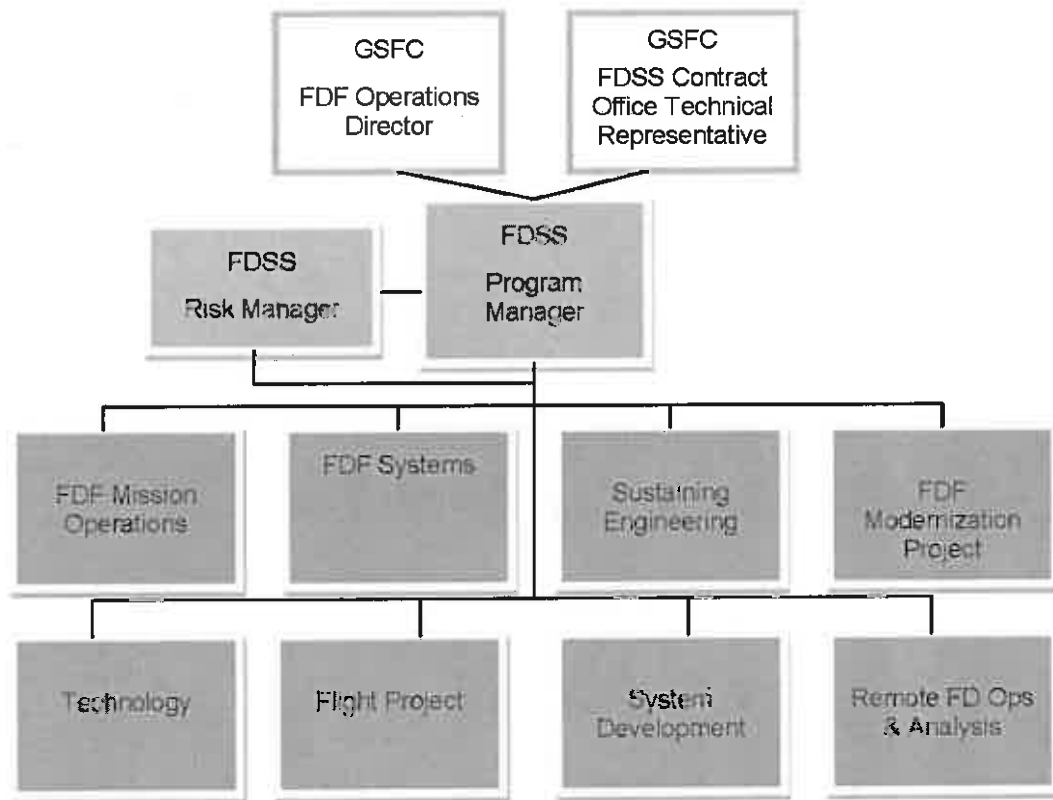 GSFC
FDF Operations
Director
GSFC
FDSS Contract
Office Technical
Representative
FDSS
Risk Manager
FDSS
Program
Manager
FDF Mission
Operations
FDF Systems
Sustaining
Engineering
FDF
Modernization
Project
Technology
Flight Project
System
Development
Remote FD Ops
& Analysis